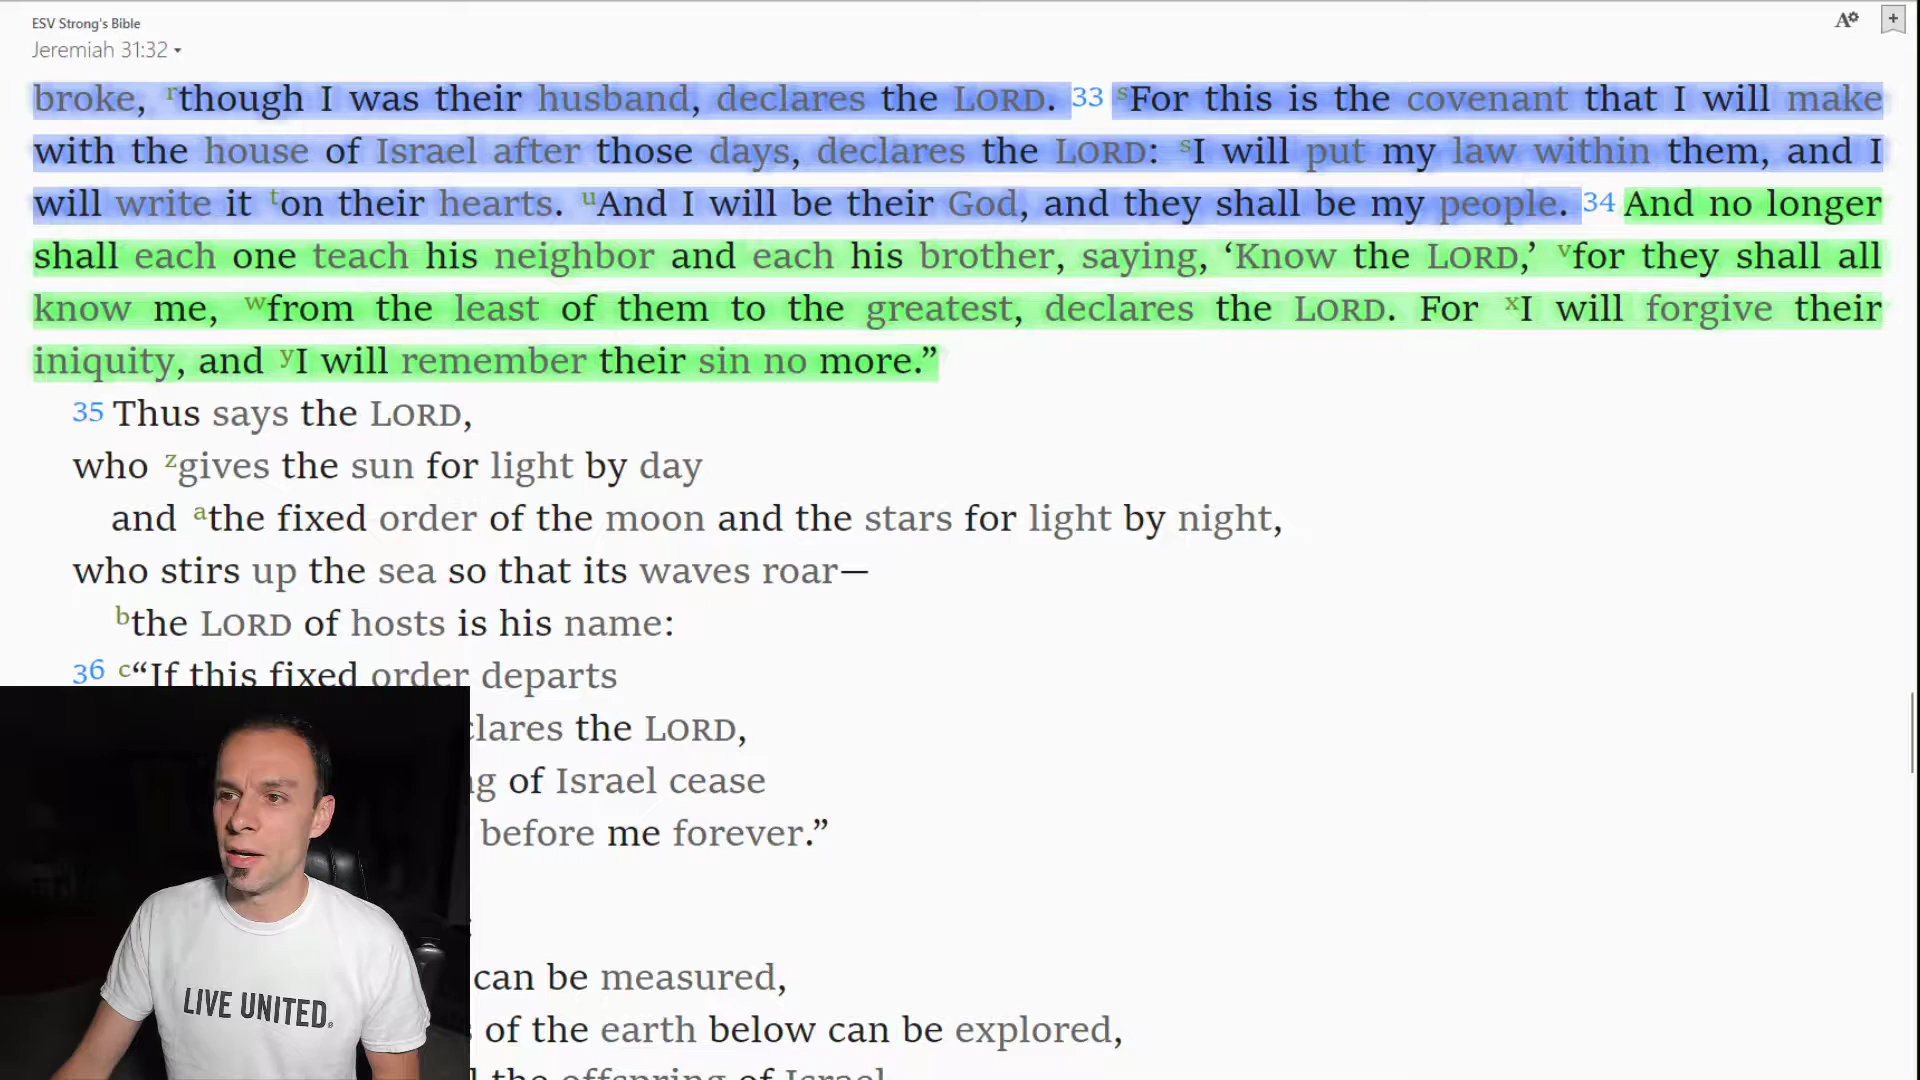 ESV Strong's Bible
Jeremiah 31:32
broke, rthough I was their husband, declares the LORD. 33 sFor this is the covenant that I will make
with the house of Israel after those days, declares the LORD: sI will put my law within them, and I
will write it ton their hearts. uAnd I will be their God, and they shall be my people. 34 And no longer
shall each one teach his neighbor and each his brother, saying, ‘Know the LORD,’ vfor they shall all
know me, wfrom the least of them to the greatest, declares the LORD. For xI will forgive their
iniquity, and yI will remember their sin no more.”
35 Thus says the LORD,
who zgives the sun for light by day
and athe fixed order of the moon and the stars for light by night,
who stirs up the sea so that its waves roar—
bthe LORD of hosts is his name:
36 c“If this fixed order departs
clares the LORD,
of Israel cease
before me forever.”
can be measured,
of the earth below can be explored,
the offspring of Israel
LIVE UNITED